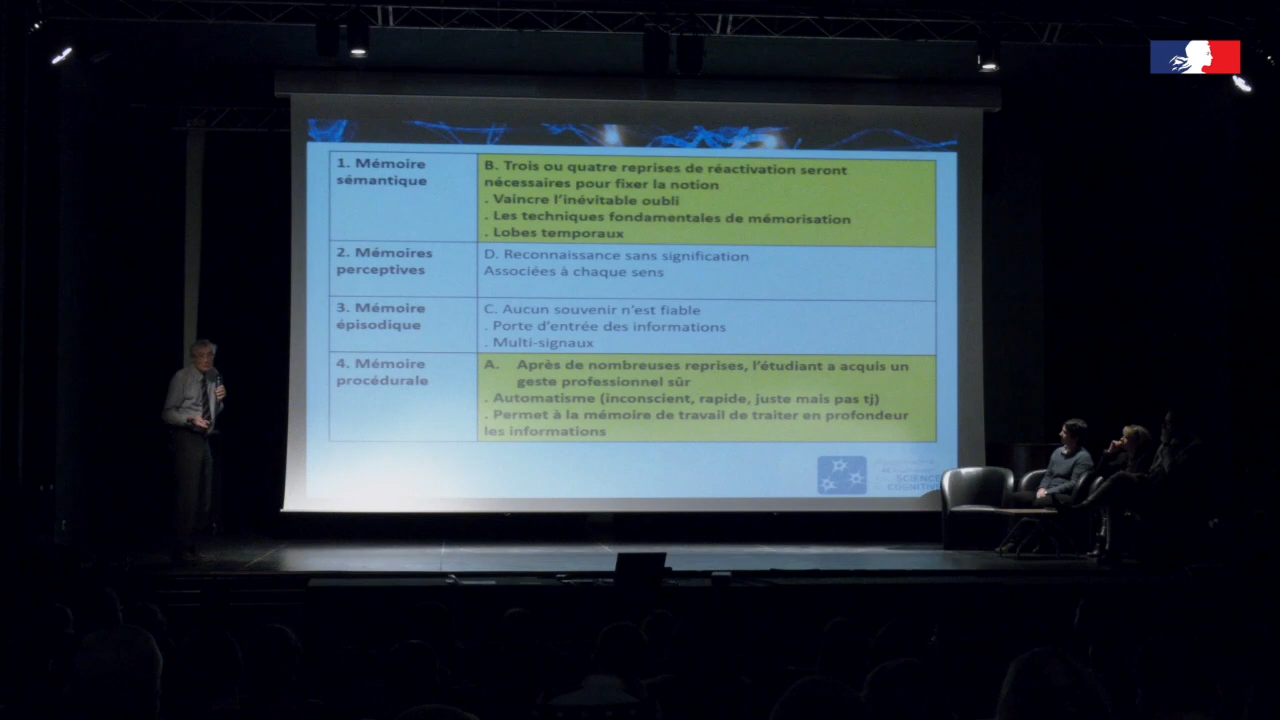 1. Mémoire
sémantique
B. Trois ou quatre reprises de réactivation seront
nécessaires pour fixer la notion
. Vaincre l'inévitable oubli
. Les techniques fondamentales de mémorisation
. Lobes temporaux
2. Mémoires
perceptives
D. Reconnaissance sans signification
Associées à chaque sens
3. Mémoire
épisodique
C. Aucun souvenir n'est fiable
. Porte d'entrée des informations
. Multi-signaux
4. Mémoire
procédurale
A. Après de nombreuses reprises, l'étudiant a acquis un
geste professionnel sûr
. Automatisme (inconscient, rapide, juste mais pas tj)
. Permet à la mémoire de travail de traiter en profondeur
les informations
SCIENCE
COGNITIV